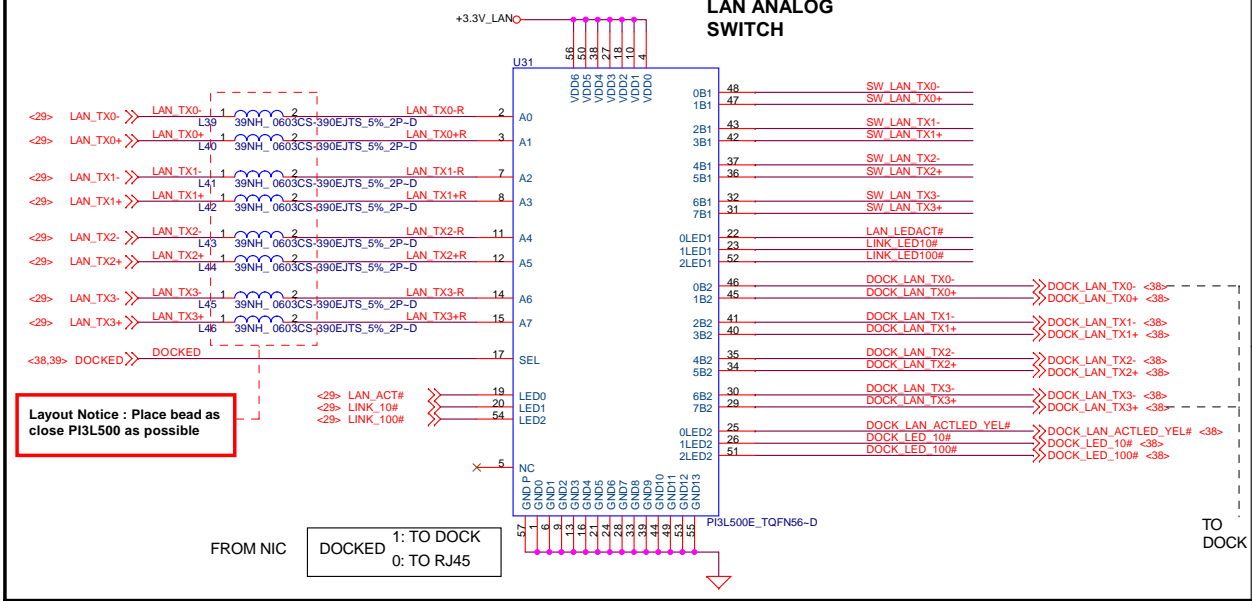 LAN ANALOG
SWITCH
+3.3V_LAN
56 50 38 27 18 10 4
U31
VDD6 VDD5 VDD4 VDD3 VDD2 VDD1 VDD0
<29> LAN_TX0- LAN_TX0- 1 2 LAN_TX0-R 2 A0
L39 39NH_ 0603CS-390EJTS_5%_2P~D
<29> LAN_TX0+ LAN_TX0+ 1 2 LAN_TX0+R 3 A1
L40 39NH_ 0603CS-390EJTS_5%_2P~D
<29> LAN_TX1- LAN_TX1- 1 2 LAN_TX1-R 7 A2
L41 39NH_ 0603CS-390EJTS_5%_2P~D
<29> LAN_TX1+ LAN_TX1+ 1 2 LAN_TX1+R 8 A3
L42 39NH_ 0603CS-390EJTS_5%_2P~D
<29> LAN_TX2- LAN_TX2- 1 2 LAN_TX2-R 11 A4
L43 39NH_ 0603CS-390EJTS_5%_2P~D
<29> LAN_TX2+ LAN_TX2+ 1 2 LAN_TX2+R 12 A5
L44 39NH_ 0603CS-390EJTS_5%_2P~D
<29> LAN_TX3- LAN_TX3- 1 2 LAN_TX3-R 14 A6
L45 39NH_ 0603CS-390EJTS_5%_2P~D
<29> LAN_TX3+ LAN_TX3+ 1 2 LAN_TX3+R 15 A7
L46 39NH_ 0603CS-390EJTS_5%_2P~D
<38,39> DOCKED DOCKED 17 SEL
<29> LAN_ACT# 19 LED0
<29> LINK_10# 20 LED1
<29> LINK_100# 54 LED2
5 NC
Layout Notice : Place bead as
close PI3L500 as possible
0B1 48 SW_LAN_TX0-
1B1 47 SW_LAN_TX0+
2B1 43 SW_LAN_TX1-
3B1 42 SW_LAN_TX1+
4B1 37 SW_LAN_TX2-
5B1 36 SW_LAN_TX2+
6B1 32 SW_LAN_TX3-
7B1 31 SW_LAN_TX3+
0LED1 22 LAN_LEDACT#
1LED1 23 LINK_LED10#
2LED1 52 LINK_LED100#
0B2 46 DOCK_LAN_TX0- DOCK_LAN_TX0- <38>
1B2 45 DOCK_LAN_TX0+ DOCK_LAN_TX0+ <38>
2B2 41 DOCK_LAN_TX1- DOCK_LAN_TX1- <38>
3B2 40 DOCK_LAN_TX1+ DOCK_LAN_TX1+ <38>
4B2 35 DOCK_LAN_TX2- DOCK_LAN_TX2- <38>
5B2 34 DOCK_LAN_TX2+ DOCK_LAN_TX2+ <38>
6B2 30 DOCK_LAN_TX3- DOCK_LAN_TX3- <38>
7B2 29 DOCK_LAN_TX3+ DOCK_LAN_TX3+ <38>
0LED2 25 DOCK_LAN_ACTLED_YEL# DOCK_LAN_ACTLED_YEL# <38>
1LED2 26 DOCK_LED_10# DOCK_LED_10# <38>
2LED2 51 DOCK_LED_100# DOCK_LED_100# <38>
GND P GND0 GND1 GND2 GND3 GND4 GND5 GND6 GND7 GND8 GND9 GND10 GND11 GND12 GND13
57 1 6 9 13 16 21 24 28 33 39 44 49 53 55
PI3L500E_TQFN56~D
FROM NIC
DOCKED 1: TO DOCK
0: TO RJ45
TO
DOCK